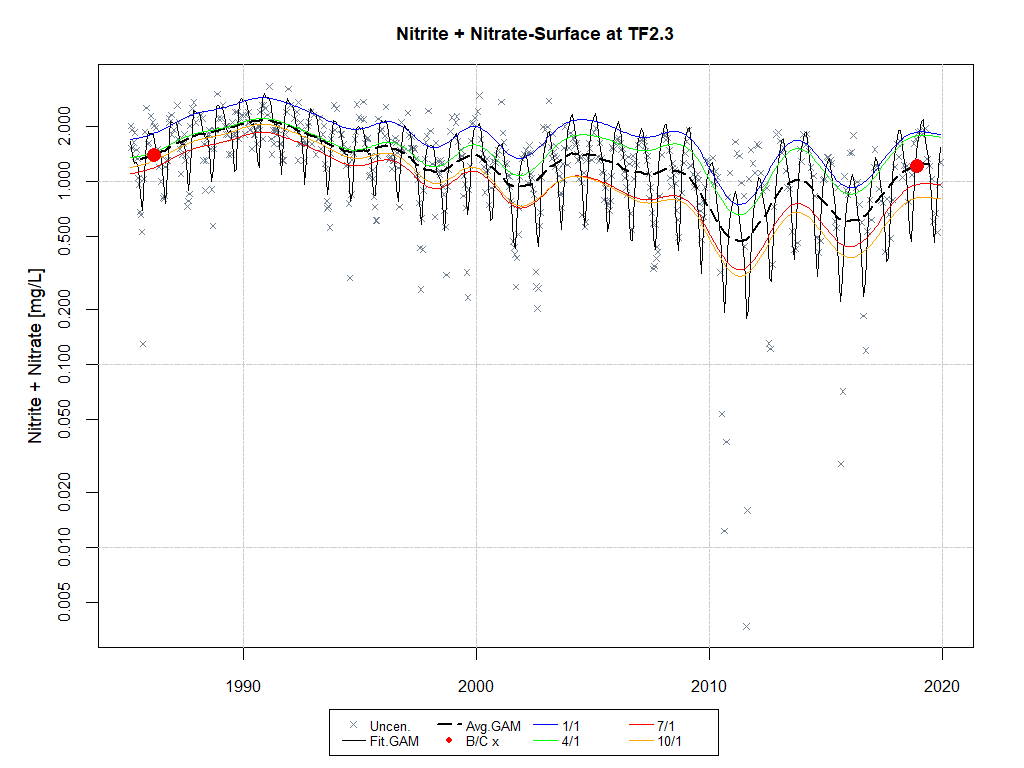 Nitrite + Nitrate-Surface at TF2.3
Nitrite + Nitrate [mg/L]
2.000
1.000
0.500
0.200
0.100
0.050
0.020
0.010
0.005
1990 2000 2010 2020
Uncen. Avg.GAM 1/1 7/1
Fit.GAM B/C x 4/1 10/1